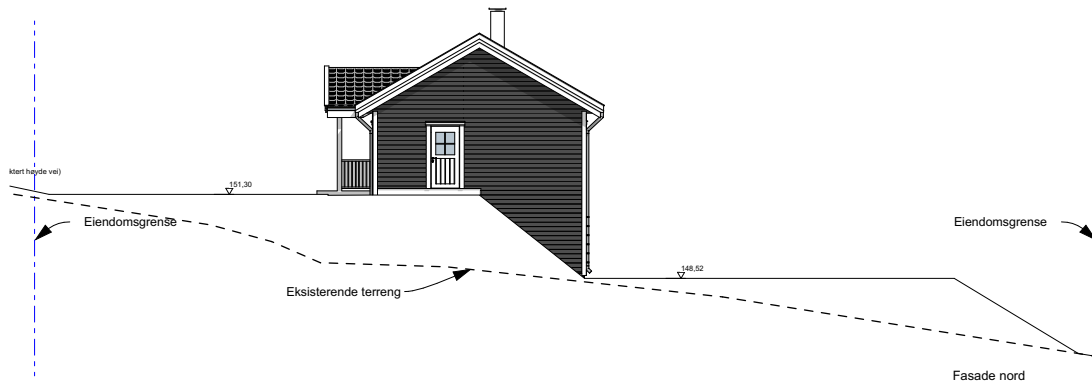 ktert høyde vei)
151,30
Eiendomsgrense
Eiendomsgrense
148,52
Eksisterende terreng
Fasade nord